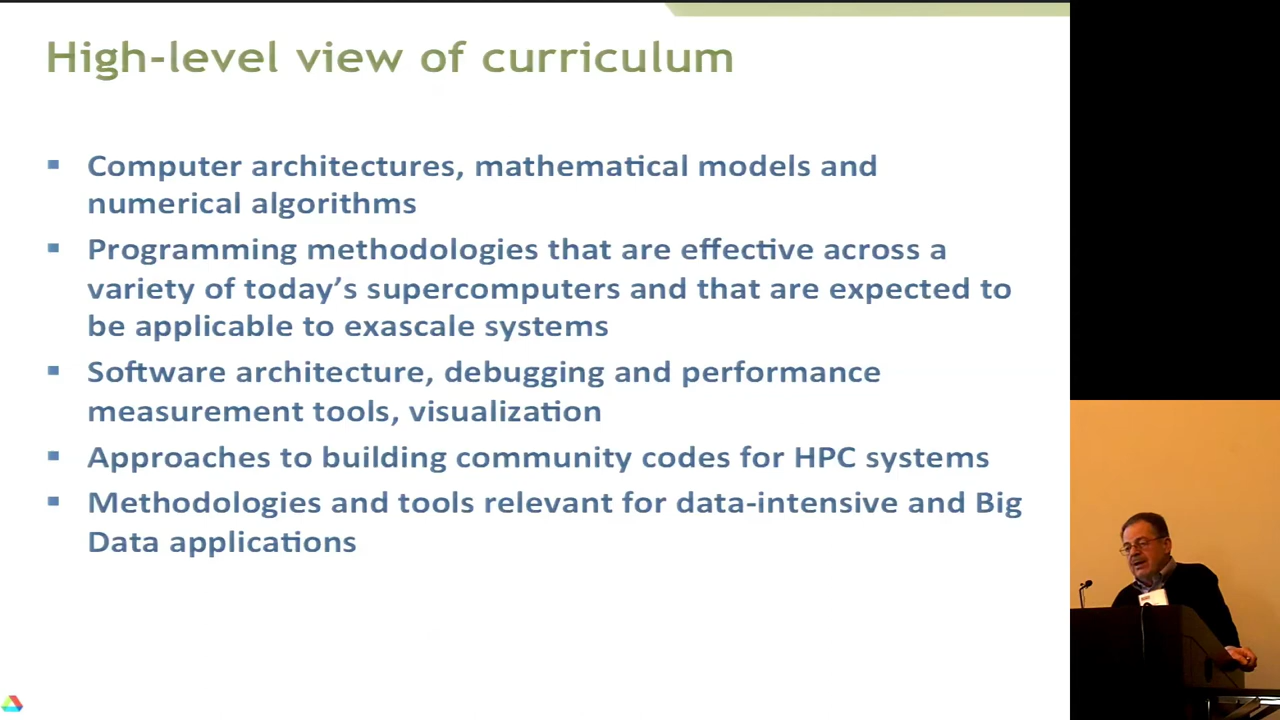 High-level view of curriculum
▪ Computer architectures, mathematical models and
numerical algorithms
▪ Programming methodologies that are effective across a
variety of today’s supercomputers and that are expected to
be applicable to exascale systems
▪ Software architecture, debugging and performance
measurement tools, visualization
▪ Approaches to building community codes for HPC systems
▪ Methodologies and tools relevant for data-intensive and Big
Data applications